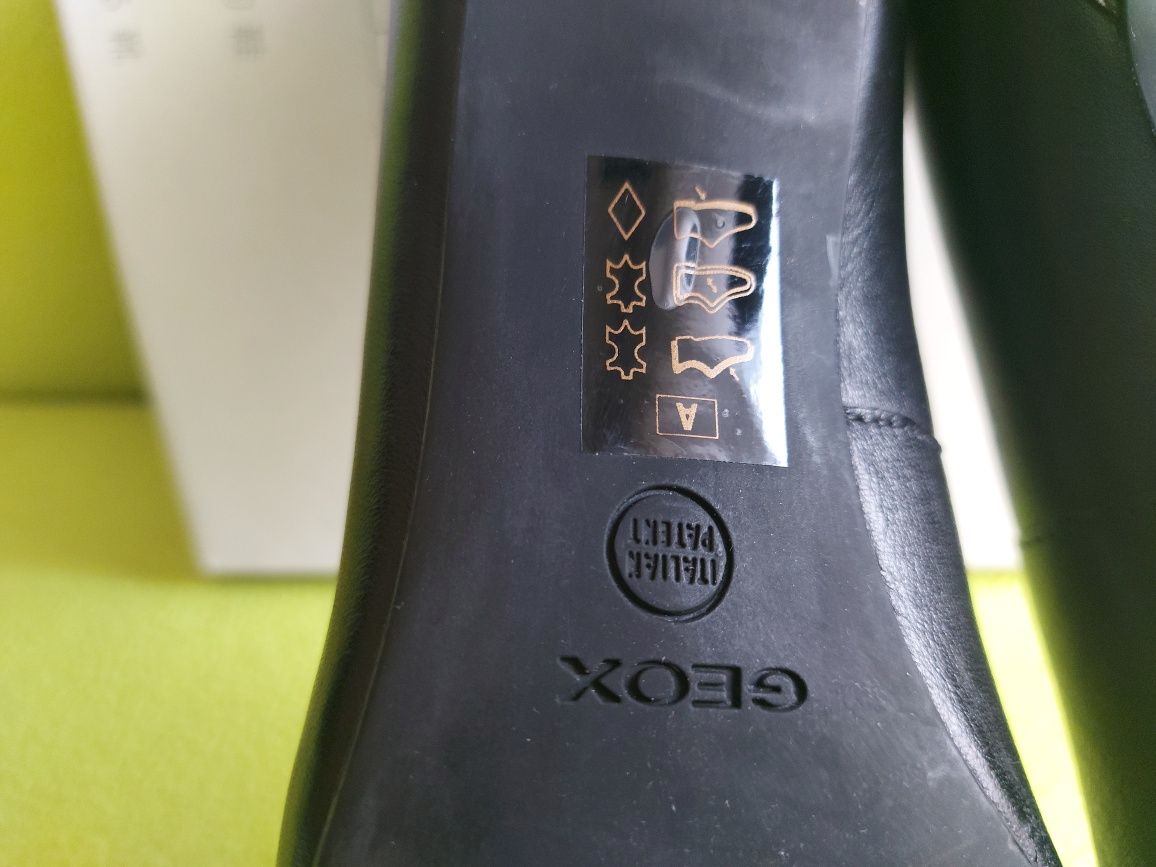 GEOX
ITALIAN
PATENT
A